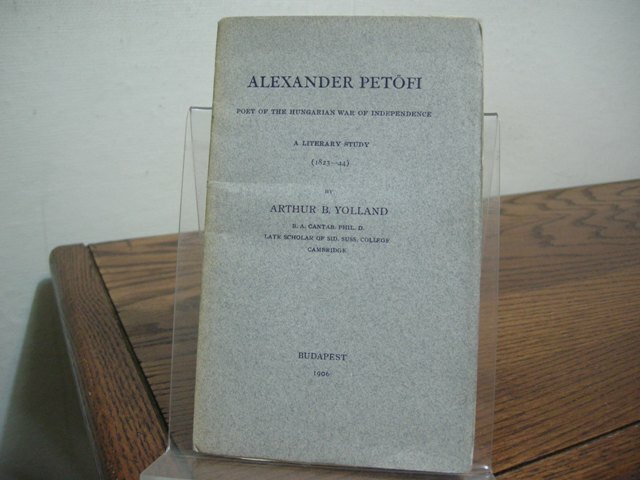 ALEXANDER PETŐFI
POET OF THE HUNGARIAN WAR OF INDEPENDENCE
A LITERARY STUDY
(1823—44)
BY
ARTHUR B. YOLLAND
B. A. CANTAB. PHIL. D.
LATE SCHOLAR OF SID. SUSS. COLLEGE
CAMBRIDGE
BUDAPEST
1906